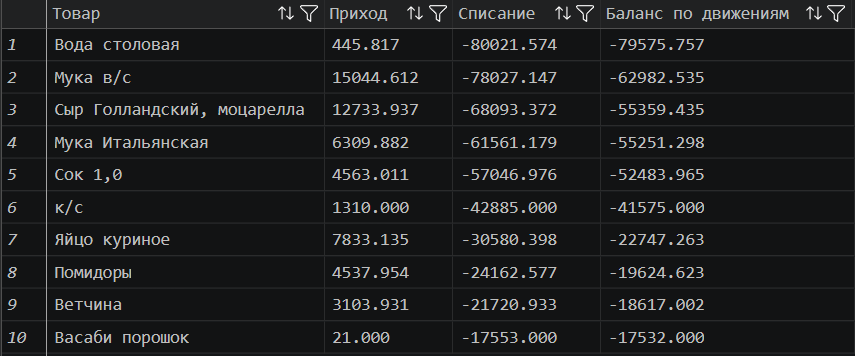 Товар Приход Списание Баланс по движениям
1 Вода столовая 445.817 -80021.574 -79575.757
2 Мука в/с 15044.612 -78027.147 -62982.535
3 Сыр Голландский, моцарелла 12733.937 -68093.372 -55359.435
4 Мука Итальянская 6309.882 -61561.179 -55251.298
5 Сок 1,0 4563.011 -57046.976 -52483.965
6 к/с 1310.000 -42885.000 -41575.000
7 Яйцо куриное 7833.135 -30580.398 -22747.263
8 Помидоры 4537.954 -24162.577 -19624.623
9 Ветчина 3103.931 -21720.933 -18617.002
10 Васаби порошок 21.000 -17553.000 -17532.000